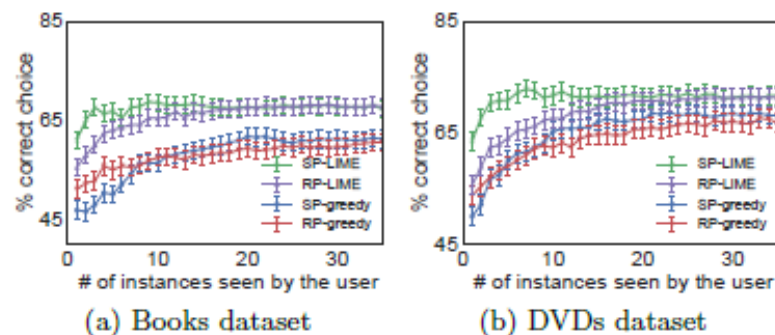 85
65
45
% correct choice
SP-LIME
RP-LIME
SP-greedy
RP-greedy
0 10 20 30
# of instances seen by the user
(a) Books dataset
85
65
45
% correct choice
SP-LIME
RP-LIME
SP-greedy
RP-greedy
0 10 20 30
# of instances seen by the user
(b) DVDs dataset